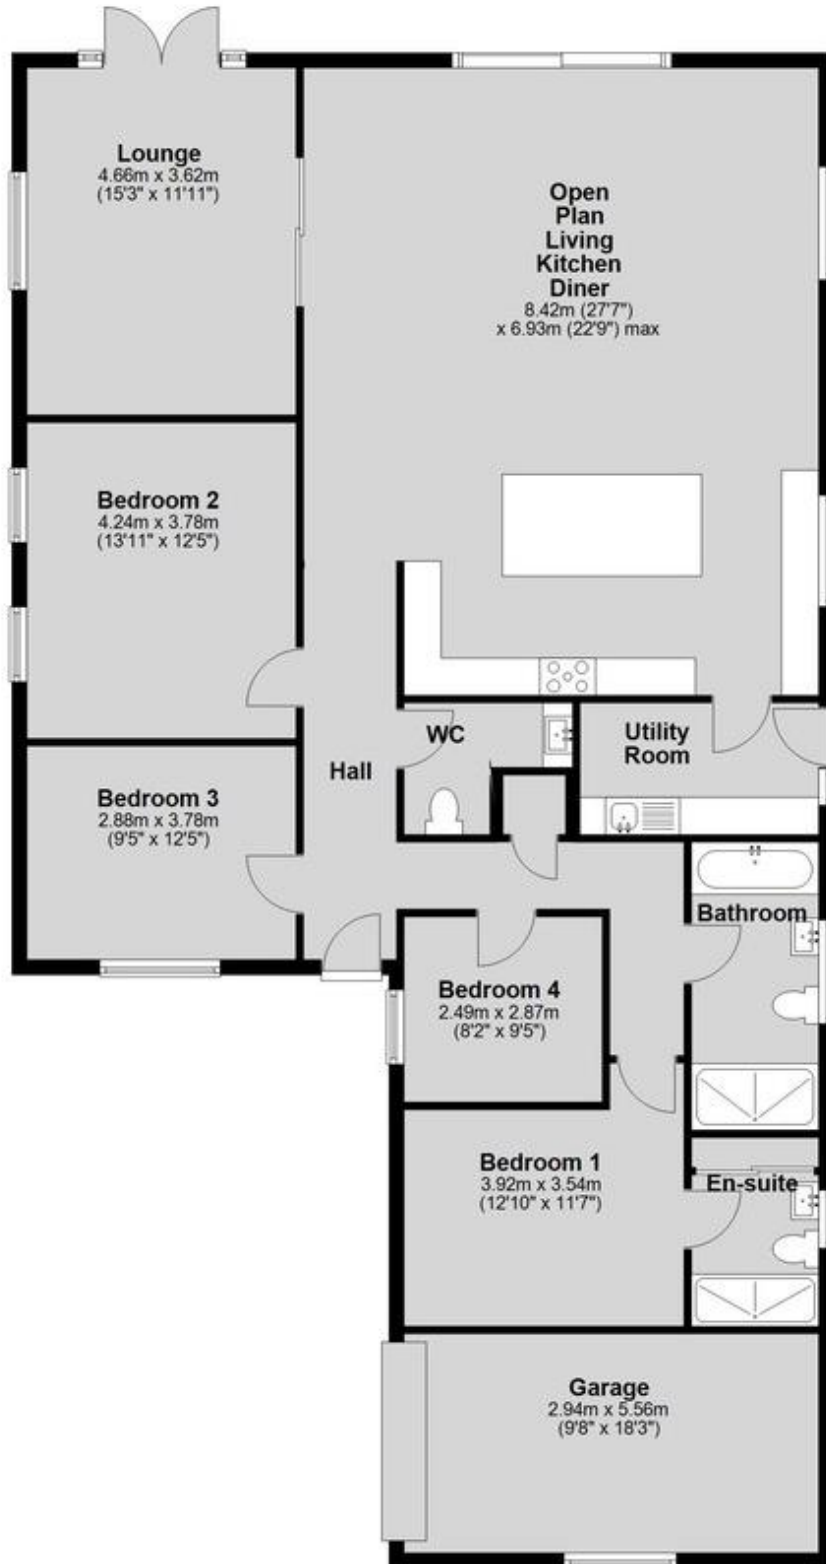 Lounge
4.66m x 3.62m
(15'3" x 11'11")
Open
Plan
Living
Kitchen
Diner
8.42m (27'7")
x 6.93m (22'9") max
Bedroom 2
4.24m x 3.78m
(13'11" x 12'5")
WC
Utility
Room
Hall
Bedroom 3
2.88m x 3.78m
(9'5" x 12'5")
Bathroom
Bedroom 4
2.49m x 2.87m
(8'2" x 9'5")
Bedroom 1
3.92m x 3.54m
(12'10" x 11'7")
En-suite
Garage
2.94m x 5.56m
(9'8" x 18'3")